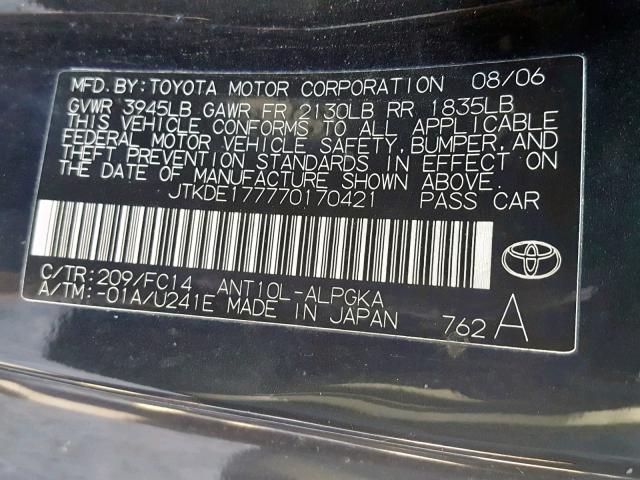 MFD. BY: TOYOTA MOTOR CORPORATION 08/06
GVWR 3945LB GAWR FR 2130LB RR 1835LB
THIS VEHICLE CONFORMS TO ALL APPLICABLE
FEDERAL MOTOR VEHICLE SAFETY, BUMPER, AND
THEFT PREVENTION STANDARDS IN EFFECT ON
THE DATE OF MANUFACTURE SHOWN ABOVE.
JTKDE177770170421 PASS CAR
C/TR: 209/FC14 ANT10L-ALPGKA
A/TM: -01A/U241E MADE IN JAPAN 762 A